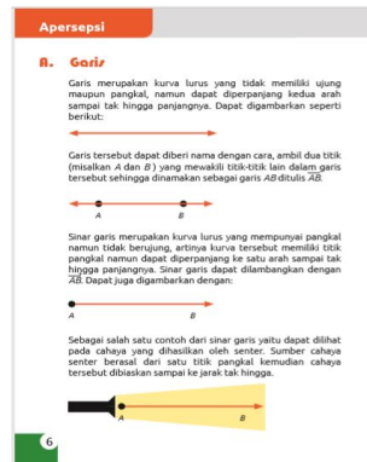 Apersepsi
A. Garis
Garis merupakan kurva lurus yang tidak memiliki ujung
maupun pangkal, namun dapat diperpanjang kedua arah
sampai tak hingga panjangnya. Dapat digambarkan seperti
berikut:
Garis tersebut dapat diberi nama dengan cara, ambil dua titik
(misalkan A dan B) yang mewakili titik-titik lain dalam garis
tersebut sehingga dinamakan sebagai garis AB ditulis AB.
A B
Sinar garis merupakan kurva lurus yang mempunyai pangkal
namun tidak berujung, artinya kurva tersebut memiliki titik
pangkal namun dapat diperpanjang ke satu arah sampai tak
hingga panjangnya. Sinar garis dapat dilambangkan dengan
AB. Dapat juga digambarkan dengan:
A B
Sebagai salah satu contoh dari sinar garis yaitu dapat dilihat
pada cahaya yang dihasilkan oleh senter. Sumber cahaya
senter berasal dari satu titik pangkal kemudian cahaya
tersebut dibiaskan sampai ke jarak tak hingga.
A B
6